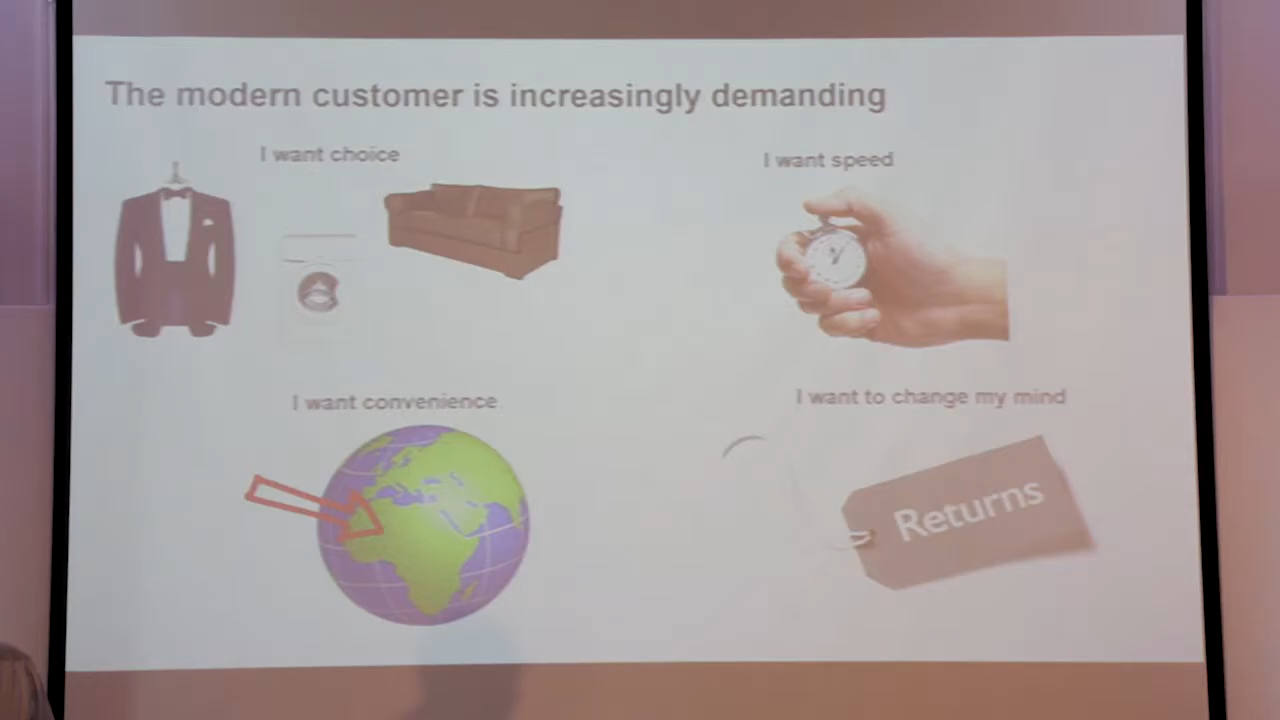 The modern customer is increasingly demanding
I want choice
I want speed
I want convenience
I want to change my mind
Returns